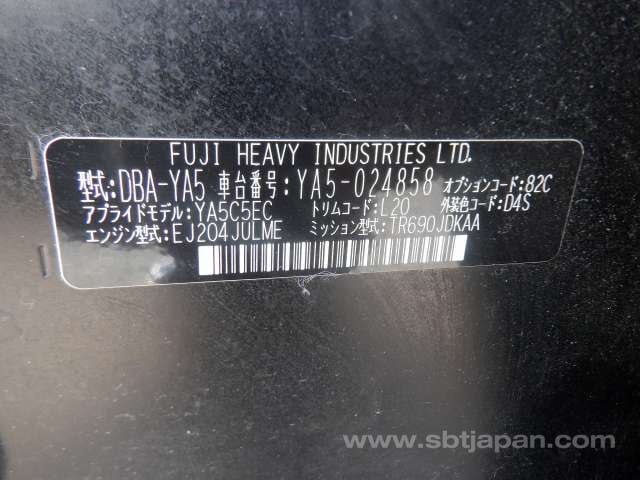 FUJI HEAVY INDUSTRIES LTD.
型式:DBA-YA5 車台番号:YA5-024858 オプションコード:82C
アプライドモデル:YA5C5EC トリムコード:L20 外装色コード:D4S
エンジン型式:EJ204JULME ミッション型式:TR690JDKAA
www.sbtjapan.com